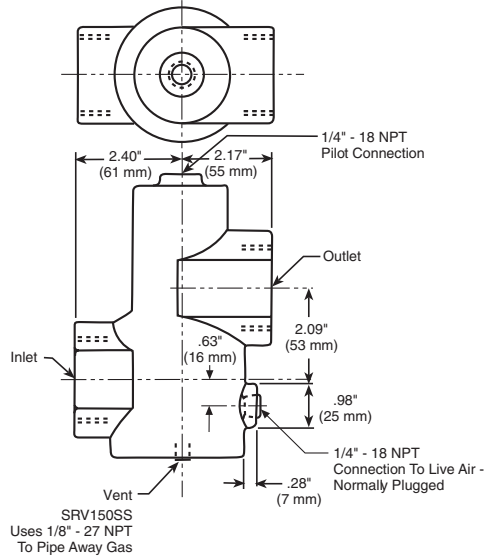 1/4" - 18 NPT
Pilot Connection
2.40"
(61 mm)
2.17"
(55 mm)
Outlet
2.09"
(53 mm)
.63"
(16 mm)
Inlet
.98"
(25 mm)
1/4" - 18 NPT
Connection To Live Air -
Normally Plugged
.28"
(7 mm)
Vent
SRV150SS
Uses 1/8" - 27 NPT
To Pipe Away Gas